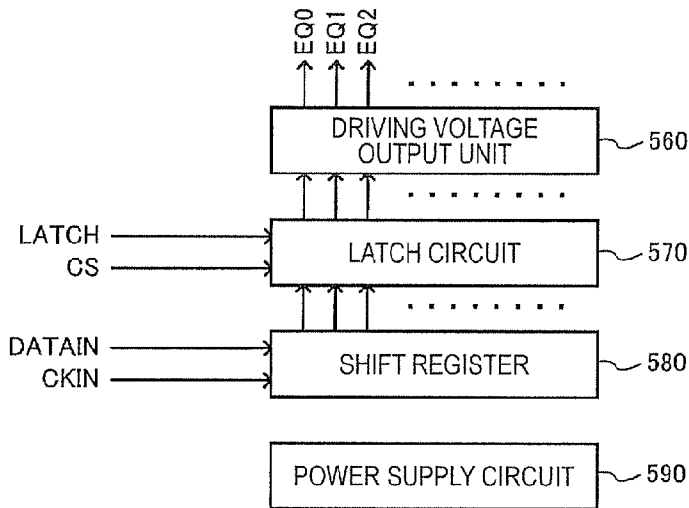 EQ0
EQ1
EQ2
DRIVING VOLTAGE
OUTPUT UNIT
560
LATCH
CS
LATCH CIRCUIT
570
DATAIN
CKIN
SHIFT REGISTER
580
POWER SUPPLY CIRCUIT
590